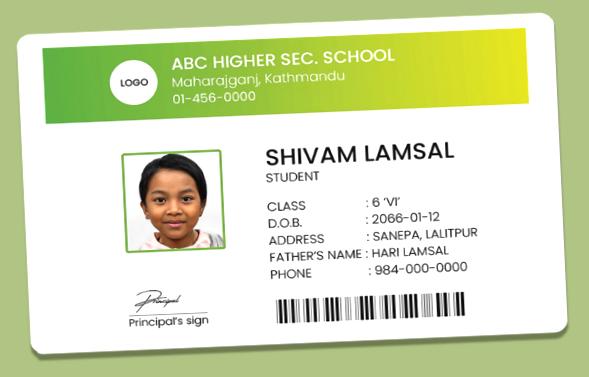 LOGO
ABC HIGHER SEC. SCHOOL
Maharajganj, Kathmandu
01-456-0000
SHIVAM LAMSAL
STUDENT
CLASS : 6 'VI'
D.O.B. : 2066-01-12
ADDRESS : SANEPA, LALITPUR
FATHER'S NAME : HARI LAMSAL
PHONE : 984-000-0000
Principal
Principal's sign